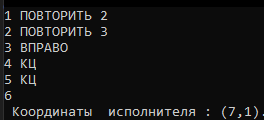 1 ПОВТОРИТЬ 2
2 ПОВТОРИТЬ 3
3 ВПРАВО
4 КЦ
5 КЦ
6
Координаты исполнителя : (7,1).